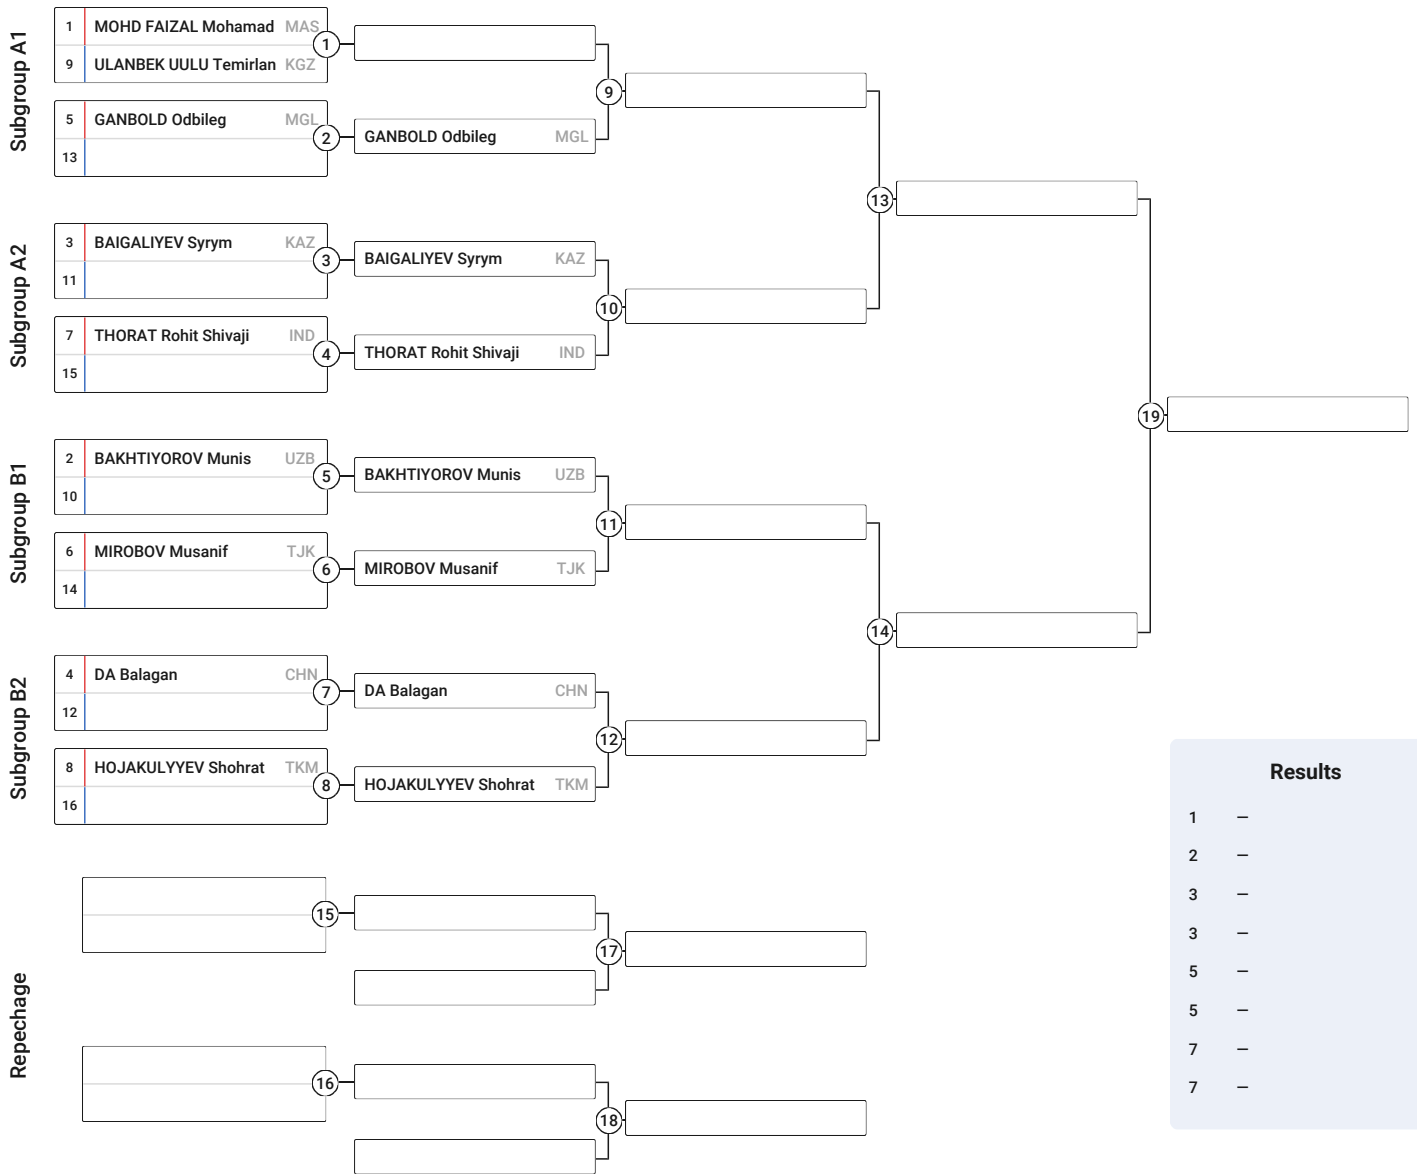 Subgroup A1
1 MOHD FAIZAL Mohamad MAS
9 ULANBEK UULU Temirlan KGZ
1
5 GANBOLD Odbileg MGL
13
2
GANBOLD Odbileg MGL
9
Subgroup A2
3 BAIGALIYEV Syrym KAZ
11
3
BAIGALIYEV Syrym KAZ
7 THORAT Rohit Shivaji IND
15
4
THORAT Rohit Shivaji IND
10
13
Subgroup B1
2 BAKHTIYOROV Munis UZB
10
5
BAKHTIYOROV Munis UZB
6 MIROBOV Musanif TJK
14
6
MIROBOV Musanif TJK
11
Subgroup B2
4 DA Balagan CHN
12
7
DA Balagan CHN
8 HOJAKULYYEV Shohrat TKM
16
8
HOJAKULYYEV Shohrat TKM
12
14
19
Repechage
15
17
16
18
Results
1 –
2 –
3 –
3 –
5 –
5 –
7 –
7 –